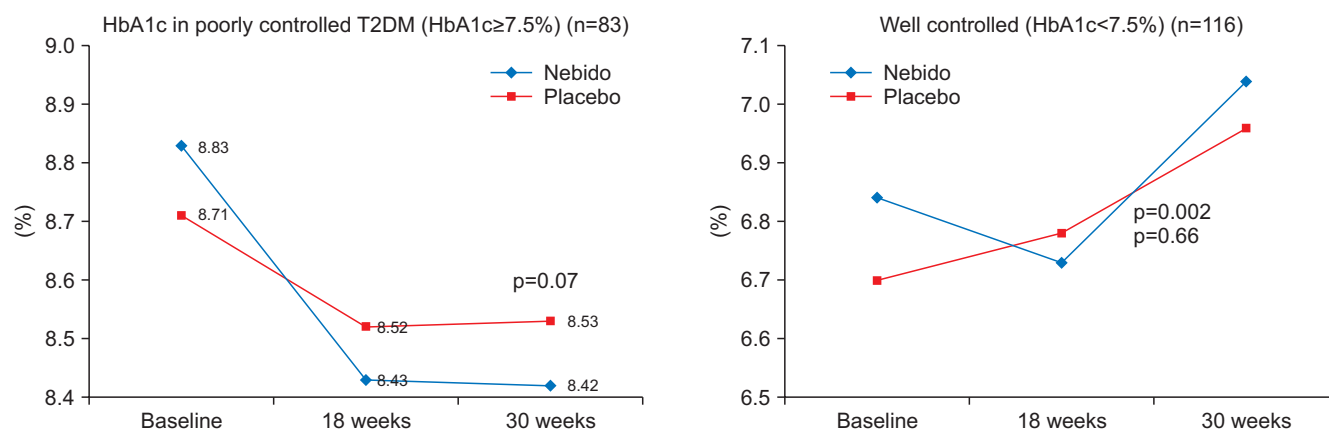 HbA1c in poorly controlled T2DM (HbA1c≥7.5%) (n=83)
9.0
8.9
8.8
8.7
8.6
8.5
8.4
(%)
Nebido
Placebo
8.83
8.71
p=0.07
8.52
8.53
8.43
8.42
Baseline
18 weeks
30 weeks
Well controlled (HbA1c<7.5%) (n=116)
7.1
7.0
6.9
6.8
6.7
6.6
6.5
(%)
Nebido
Placebo
p=0.002
p=0.66
Baseline
18 weeks
30 weeks